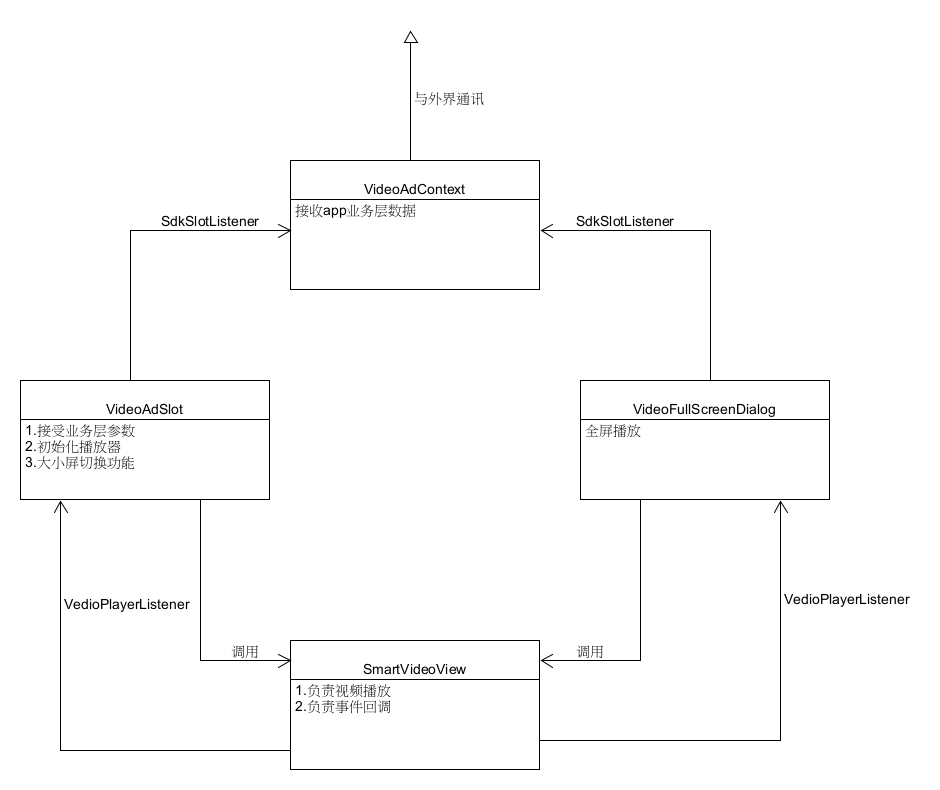 与外界通讯
VideoAdContext
接收app业务层数据
SdkSlotListener
SdkSlotListener
VideoAdSlot
1.接受业务层参数
2.初始化播放器
3.大小屏切换功能
VideoFullScreenDialog
全屏播放
VedioPlayerListener
VedioPlayerListener
调用
调用
SmartVideoView
1.负责视频播放
2.负责事件回调